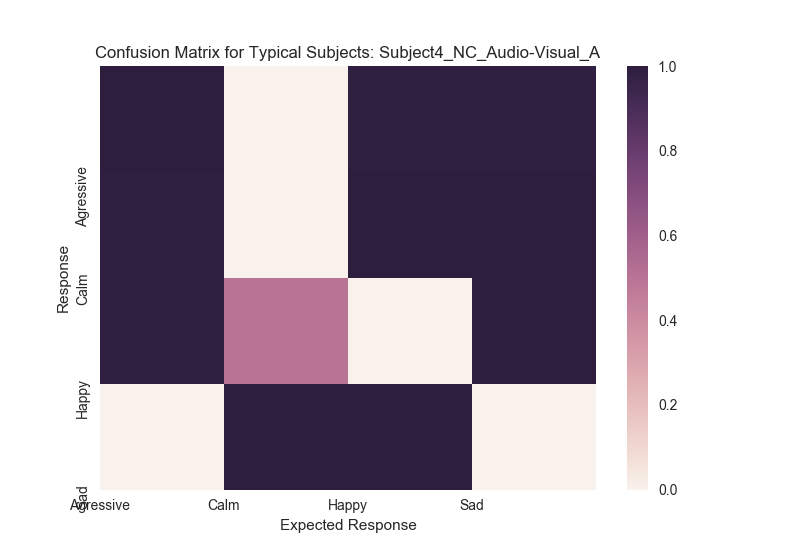 Confusion Matrix for Typical Subjects: Subject4_NC_Audio-Visual_A
Response
Agressive
Calm
Happy
Sad
Agressive Calm Happy Sad
Expected Response
1.0
0.8
0.6
0.4
0.2
0.0